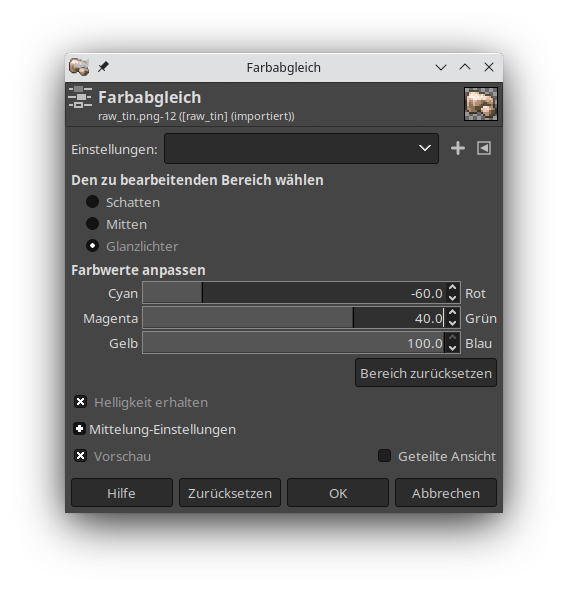 Farbabgleich
Farbabgleich
raw_tin.png-12 ([raw_tin] (importiert))
Einstellungen:
Den zu bearbeitenden Bereich wählen
Schatten
Mitten
Glanzlichter
Farbwerte anpassen
Cyan -60.0 Rot
Magenta 40.0 Grün
Gelb 100.0 Blau
Bereich zurücksetzen
Helligkeit erhalten
Mittelung-Einstellungen
Vorschau Geteilte Ansicht
Hilfe Zurücksetzen OK Abbrechen